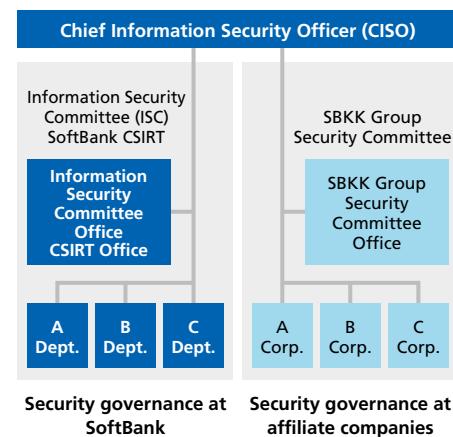 Chief Information Security Officer (CISO)
Information Security
Committee (ISC)
SoftBank CSIRT
Information
Security
Committee
Office
CSIRT Office
A
Dept.
B
Dept.
C
Dept.
Security governance at
SoftBank
SBKK Group
Security Committee
SBKK Group
Security
Committee
Office
A
Corp.
B
Corp.
C
Corp.
Security governance at
affiliate companies